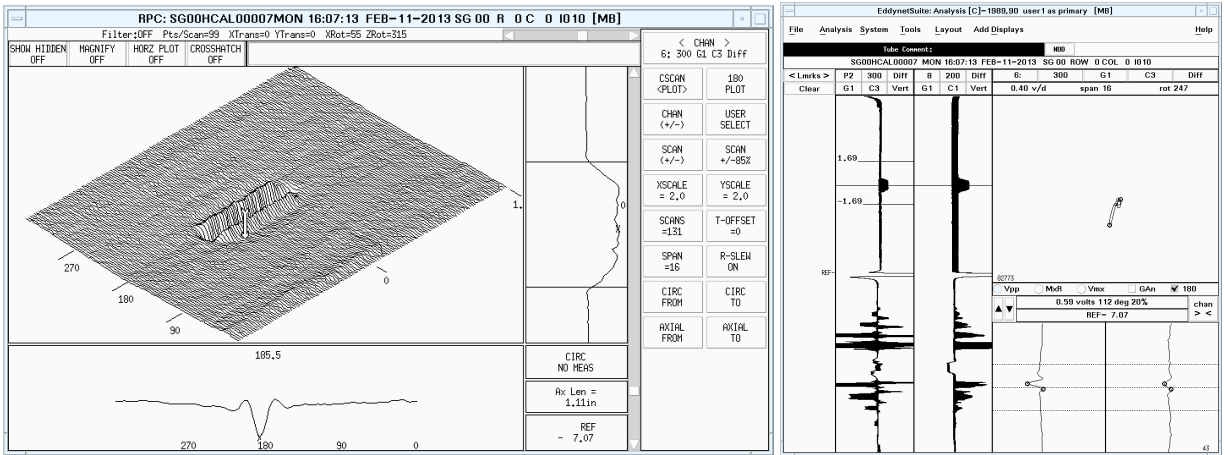 RPC: SG00HCAL00007MON 16:07:13 FEB-11-2013 SG 00 R 0 C 0 I010 [MB]
Filter:OFF Pts/Scan=99 XTrans=0 YTrans=0 XRot=55 ZRot=315
SHOW HIDDEN OFF
MAGNIFY OFF
HORZ PLOT OFF
CROSSHATCH OFF
< CHAN >
6: 300 G1 C3 Diff
CSCAN <PLOT>
180 PLOT
CHAN (+/-)
USER SELECT
SCAN (+/-)
SCAN +/-85%
XSCALE = 2.0
YSCALE = 2.0
SCANS =131
T-OFFSET =0
SPAN =16
R-SLEW ON
CIRC FROM
CIRC TO
AXIAL FROM
AXIAL TO
1.
0
X
270
180
90
0
185.5
270
180
90
0
CIRC
NO MEAS
Ax Len =
1.11in
REF
- 7.07
EddynetSuite: Analysis [C]-1989,90 user1 as primary [MB]
File Analysis System Tools Layout Add Displays Help
Tube Comment: NDD
SG00HCAL00007 MON 16:07:13 FEB-11-2013 SG 00 ROW 0 COL 0 I010
< Lmrks > P2 300 Diff 8 200 Diff 6: 300 G1 C3 Diff
Clear G1 C3 Vert G1 C1 Vert 0.40 v/d span 16 rot 247
1.69
-1.69
REF-
82773
Vpp MxR Vmx GAn 180
0.59 volts 112 deg 20%
REF- 7.07
chan
> <
43